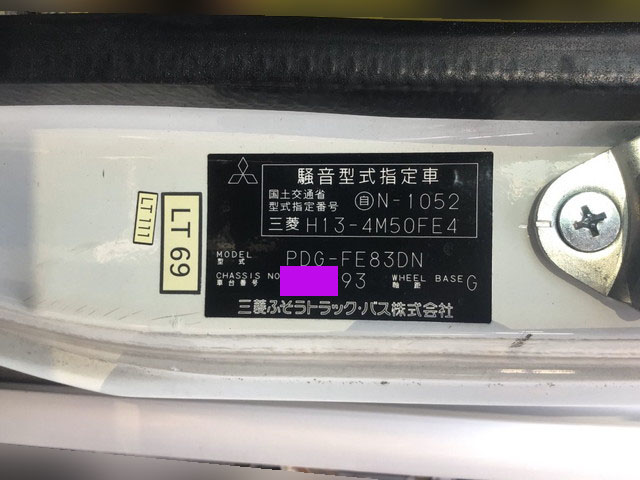 騒音型式指定車
国土交通省
型式指定番号 自N-1052
三菱 H13-4M50FE4
MODEL
型式 PDG-FE83DN
CHASSIS NO 93 WHEEL BASE G
車台番号 軸距
三菱ふそうトラック・バス株式会社
LT 69
LT111